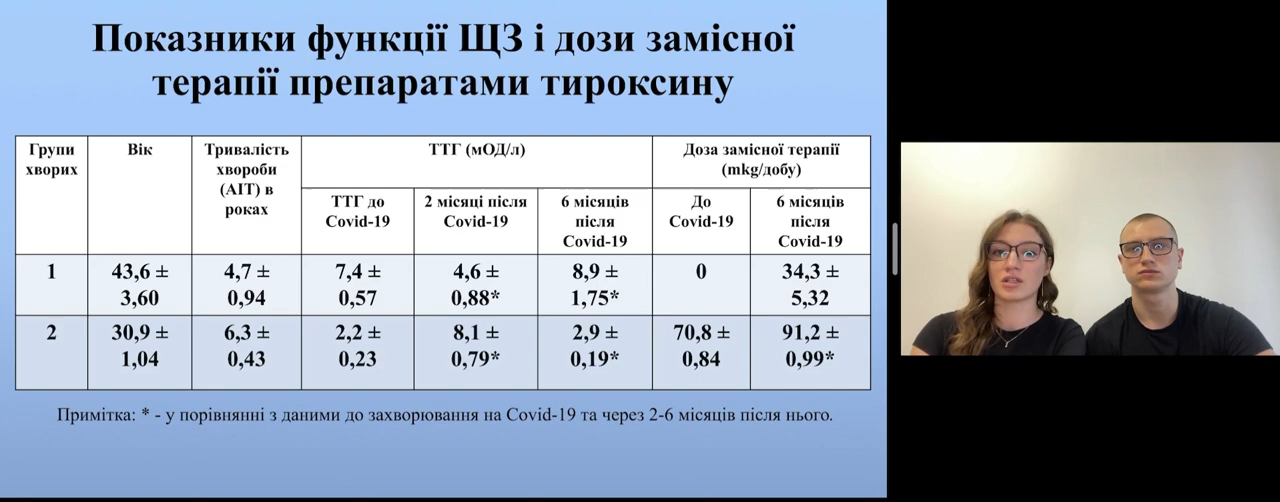 Показники функції ЩЗ і дози замісної
терапії препаратами тироксину
Групи хворих
Вік
Тривалість хвороби (АІТ) в роках
ТТГ (мОД/л)
Доза замісної терапії (mkg/добу)
ТТГ до Covid-19
2 місяці після Covid-19
6 місяців після Covid-19
До Covid-19
6 місяців після Covid-19
1
43,6 ± 3,60
4,7 ± 0,94
7,4 ± 0,57
4,6 ± 0,88*
8,9 ± 1,75*
0
34,3 ± 5,32
2
30,9 ± 1,04
6,3 ± 0,43
2,2 ± 0,23
8,1 ± 0,79*
2,9 ± 0,19*
70,8 ± 0,84
91,2 ± 0,99*
Примітка: * - у порівнянні з даними до захворювання на Covid-19 та через 2-6 місяців після нього.